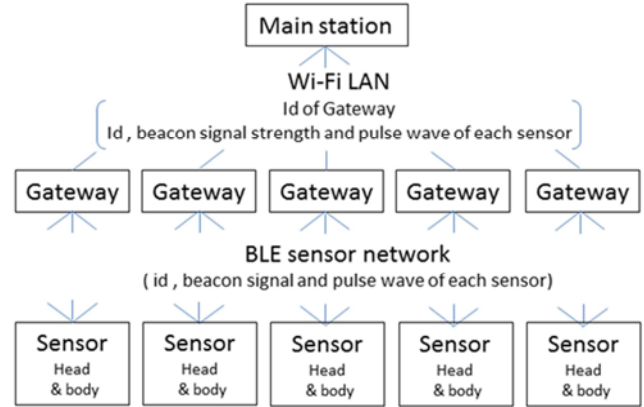 Main station
Wi-Fi LAN
Id of Gateway
Id , beacon signal strength and pulse wave of each sensor
Gateway Gateway Gateway Gateway Gateway
BLE sensor network
( id , beacon signal and pulse wave of each sensor)
Sensor Sensor Sensor Sensor Sensor
Head Head Head Head Head
& body & body & body & body & body